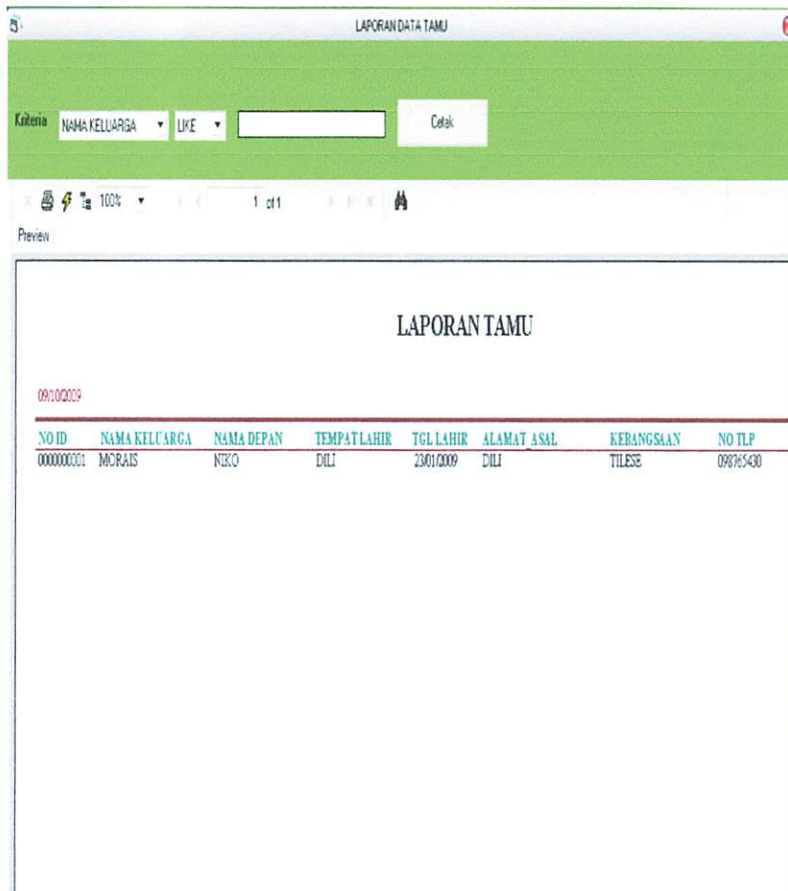 LAPORAN DATA TAMU
Kriteria NAMA KELUARGA LIKE Cetak
100% 1 of 1
Preview
LAPORAN TAMU
09/10/2009
NO ID NAMA KELUARGA NAMA DEPAN TEMPAT LAHIR TGL LAHIR ALAMAT_ASAL KEBANGSAAN NO TLP
0000000001 MORAIS NIKO DILI 23/01/2009 DILI TILESE 098765430